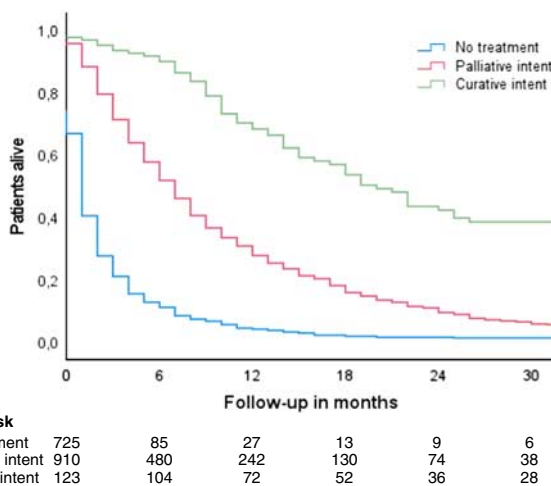 1,0
0,8
0,6
0,4
0,2
0,0
Patients alive
No treatment
Palliative intent
Curative intent
0 6 12 18 24 30
Follow-up in months
sk
ment 725 85 27 13 9 6
intent 910 480 242 130 74 38
intent 123 104 72 52 36 28